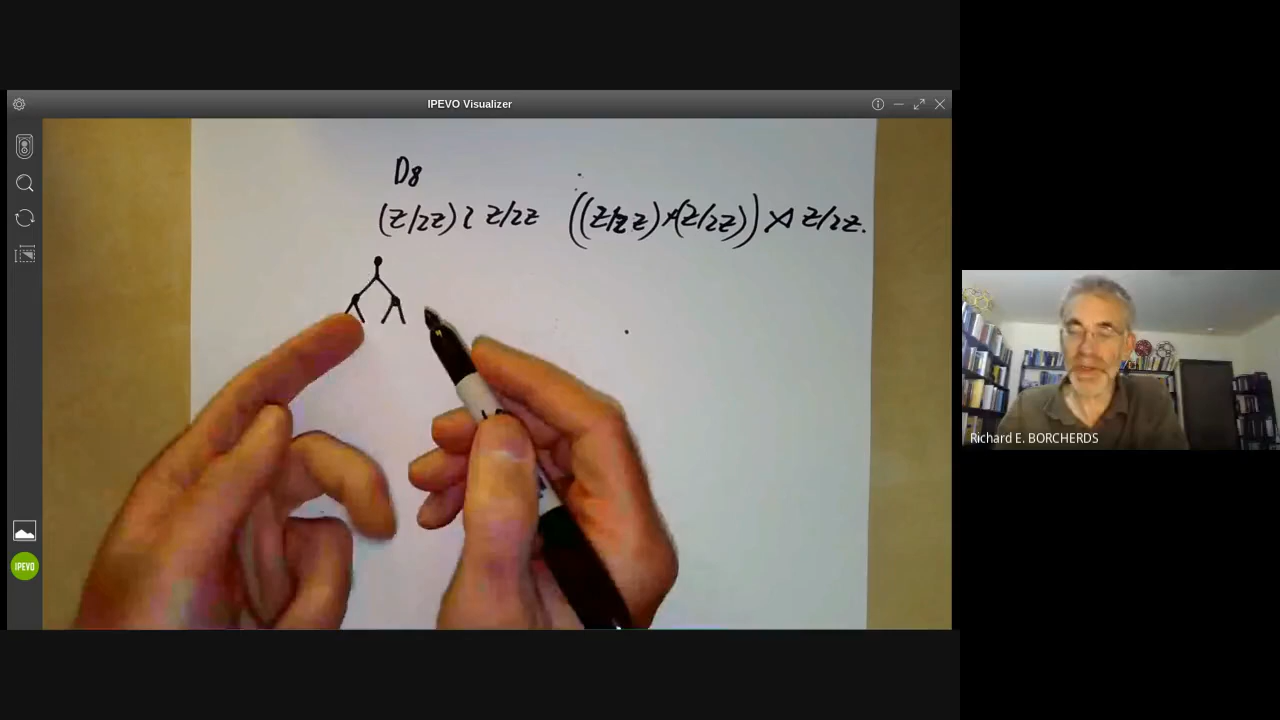 IPEVO Visualizer
D8
(Z/2Z) ≀ Z/2Z ((Z/2Z)×(Z/2Z)) ⋊ Z/2Z.
IPEVO
Richard E. BORCHERDS